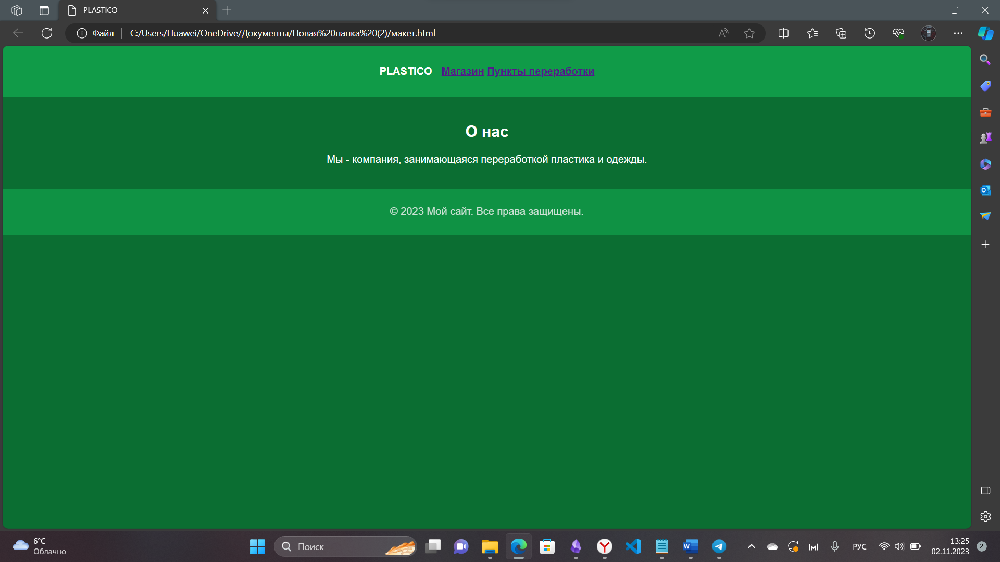 PLASTICO
Файл
C:/Users/Huawei/OneDrive/Документы/Новая%20папка%20(2)/макет.html
PLASTICO Магазин Пункты переработки
О нас
Мы - компания, занимающаяся переработкой пластика и одежды.
© 2023 Мой сайт. Все права защищены.
6°C
Облачно
Поиск
РУС
13:25
02.11.2023
2